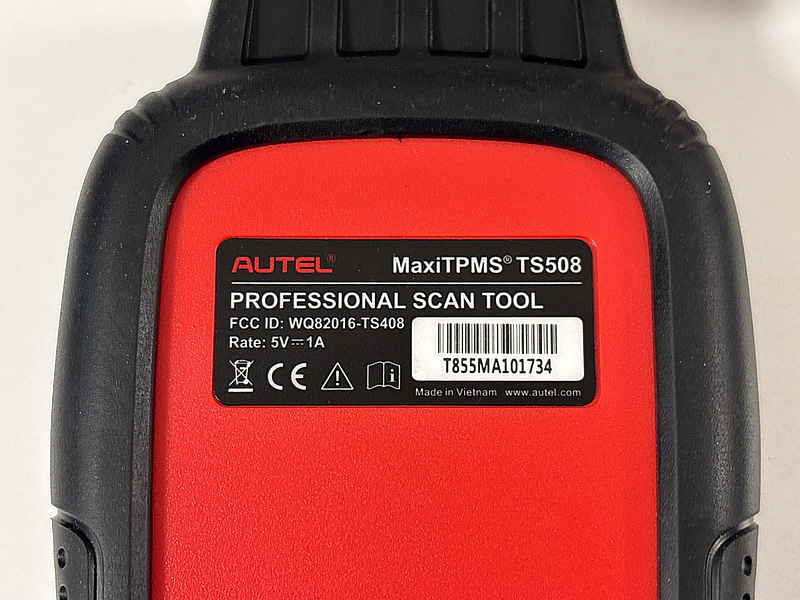 AUTEL® MaxiTPMS® TS508
PROFESSIONAL SCAN TOOL
FCC ID: WQ82016-TS408
Rate: 5V⎓1A
T855MA101734
CE
i
Made in Vietnam www.autel.com